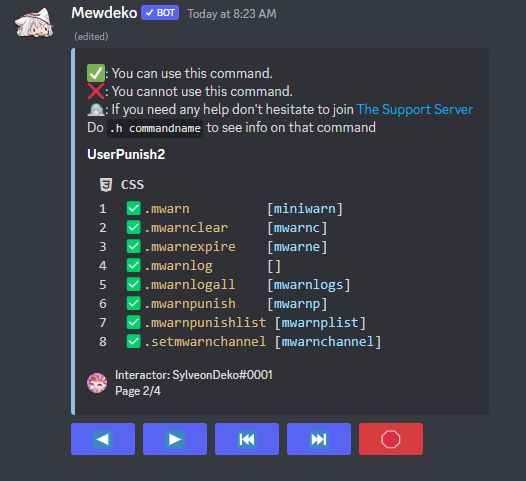 Mewdeko ✓ BOT Today at 8:23 AM
(edited)
✅: You can use this command.
❌: You cannot use this command.
: If you need any help don't hesitate to join The Support Server
Do .h commandname to see info on that command
UserPunish2
CSS
1 ✅.mwarn [miniwarn]
2 ✅.mwarnclear [mwarnc]
3 ✅.mwarnexpire [mwarne]
4 ✅.mwarnlog []
5 ✅.mwarnlogall [mwarnlogs]
6 ✅.mwarnpunish [mwarnp]
7 ✅.mwarnpunishlist [mwarnplist]
8 ✅.setmwarnchannel [mwarnchannel]
Interactor: SylveonDeko#0001
Page 2/4